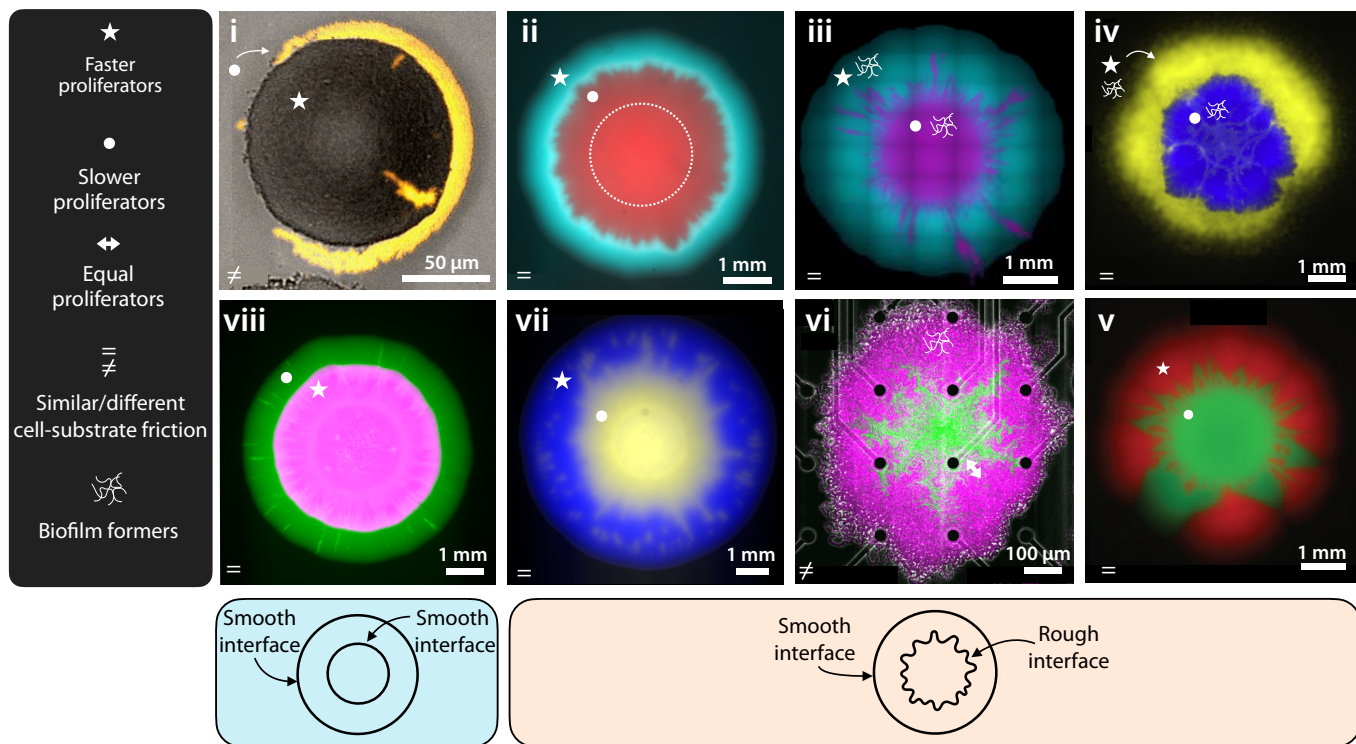 Faster
proliferators
Slower
proliferators
Equal
proliferators
=
≠
Similar/different
cell-substrate friction
Biofilm formers
i
50 μm
≠
ii
1 mm
=
iii
1 mm
=
iv
1 mm
=
viii
1 mm
=
vii
1 mm
=
vi
100 μm
≠
v
1 mm
=
Smooth
interface
Smooth
interface
Smooth
interface
Rough
interface